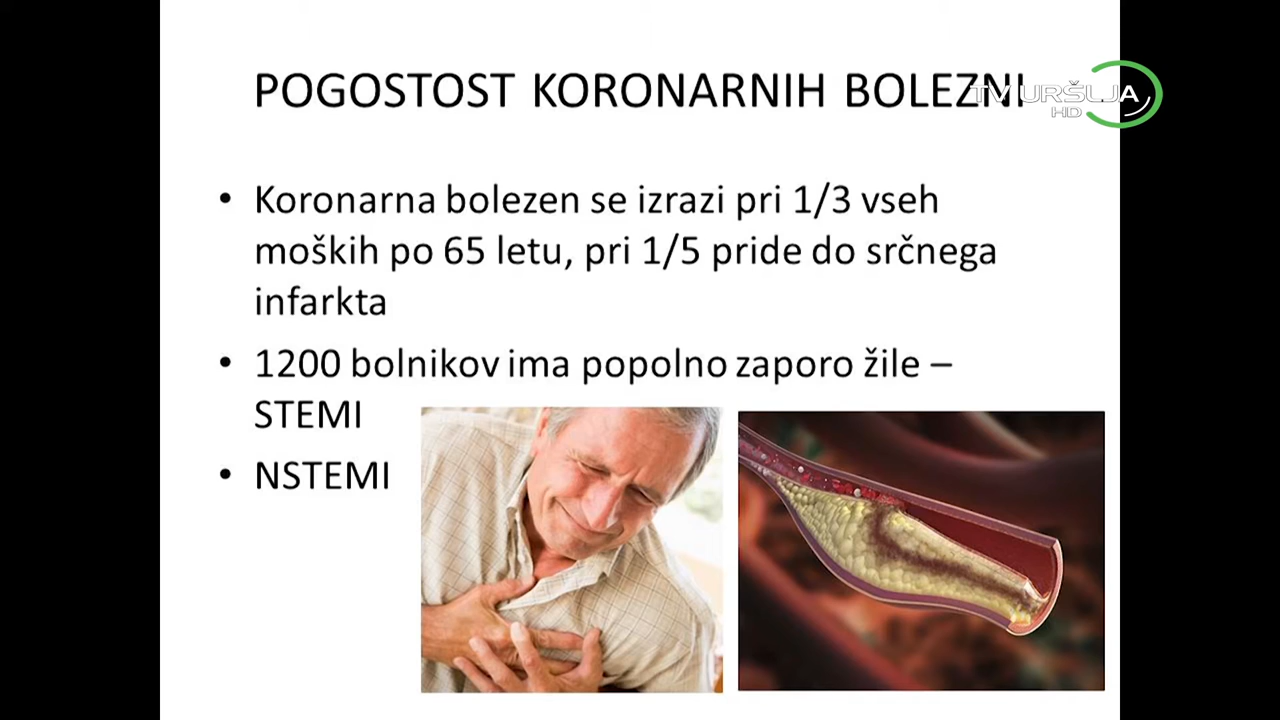 POGOSTOST KORONARNIH BOLEZNI
TV URŠLJA
HD
• Koronarna bolezen se izrazi pri 1/3 vseh
moških po 65 letu, pri 1/5 pride do srčnega
infarkta
• 1200 bolnikov ima popolno zaporo žile –
STEMI
• NSTEMI